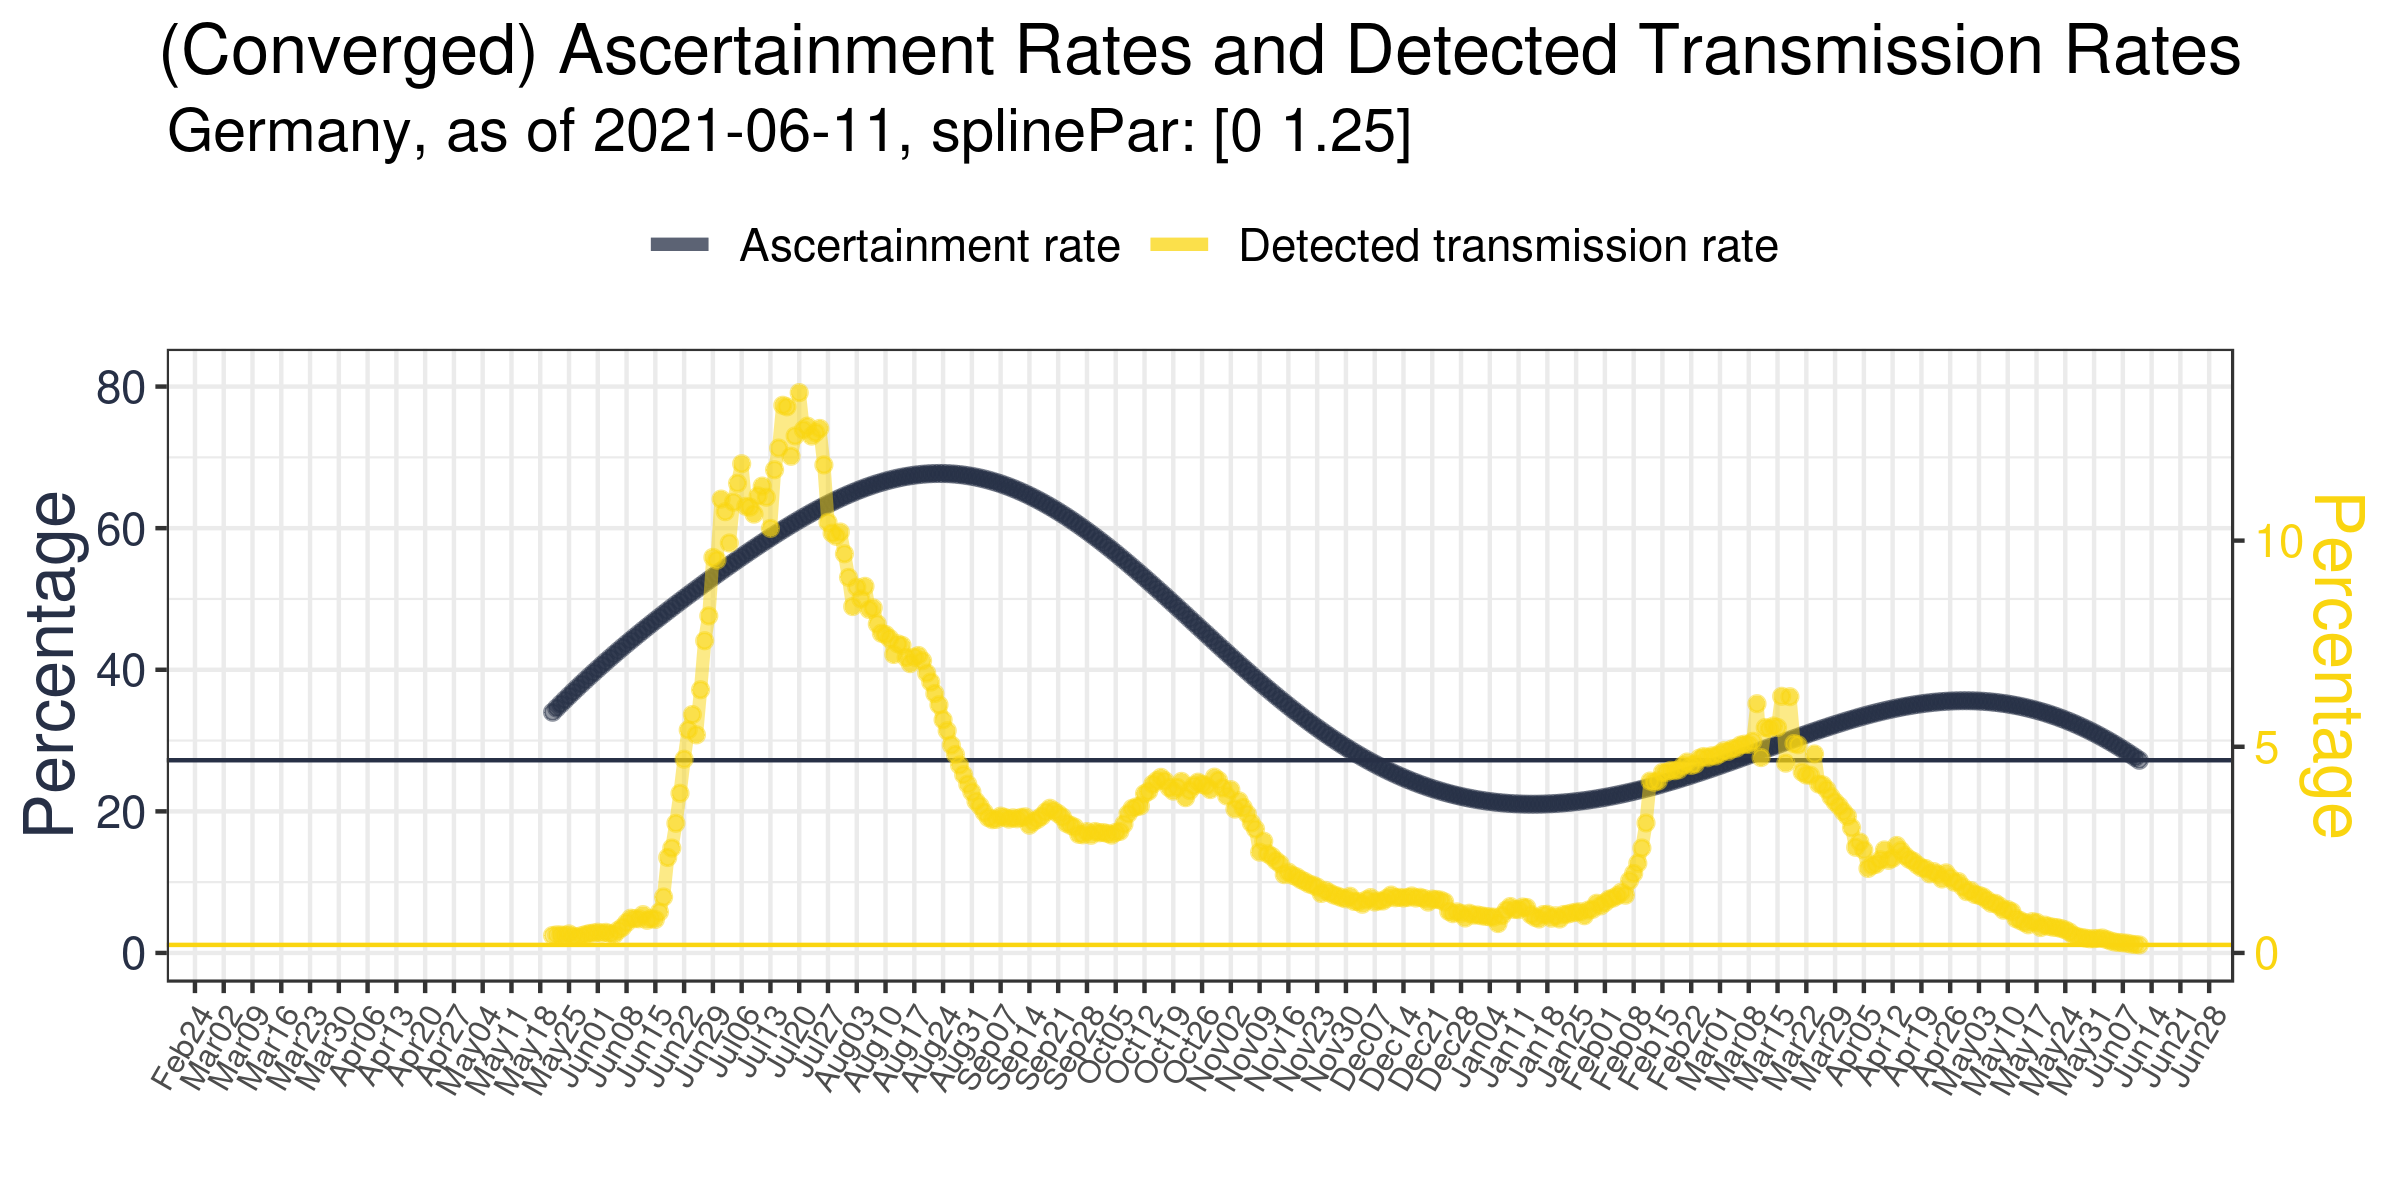 (Converged) Ascertainment Rates and Detected Transmission Rates
Germany, as of 2021-06-11, splinePar: [0 1.25]
Ascertainment rate Detected transmission rate
Percentage
80
60
40
20
0
10
5
0
Percentage
Feb24 Mar02 Mar09 Mar16 Mar23 Mar30 Apr06 Apr13 Apr20 Apr27 May04 May11 May18 May25 Jun01 Jun08 Jun15 Jun22 Jun29 Jul06 Jul13 Jul20 Jul27 Aug03 Aug10 Aug17 Aug24 Aug31 Sep07 Sep14 Sep21 Sep28 Oct05 Oct12 Oct19 Oct26 Nov02 Nov09 Nov16 Nov23 Nov30 Dec07 Dec14 Dec21 Dec28 Jan04 Jan11 Jan18 Jan25 Feb01 Feb08 Feb15 Feb22 Mar01 Mar08 Mar15 Mar22 Mar29 Apr05 Apr12 Apr19 Apr26 May03 May10 May17 May24 May31 Jun07 Jun14 Jun21 Jun28